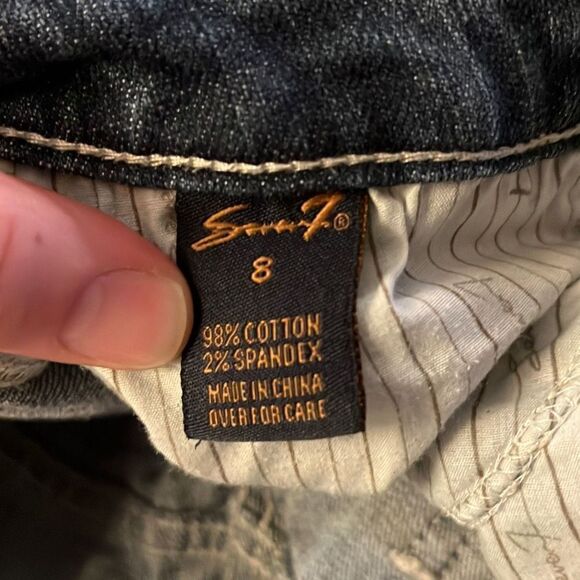 Seven7®
8
98% COTTON
2% SPANDEX
MADE IN CHINA
OVER FOR CARE